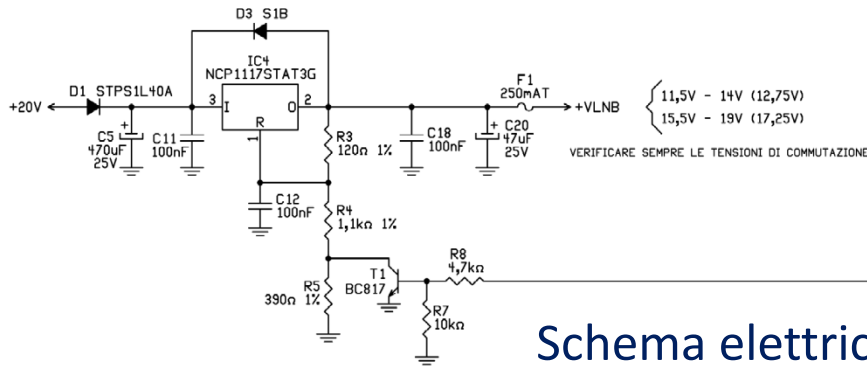 D3 S1B
IC4
NCP1117STAT3G
D1 STPS1L40A
+20V
3
I
O
2
R
1
F1
250mAT
+VLNB
11,5V - 14V (12,75V)
15,5V - 19V (17,25V)
VERIFICARE SEMPRE LE TENSIONI DI COMMUTAZIONE
+
C5
470uF
25V
C11
100nF
R3
120Ω 1%
C18
100nF
+
C20
47uF
25V
C12
100nF
R4
1,1kΩ 1%
R5
390Ω 1%
T1
BC817
R8
4,7kΩ
R7
10kΩ
Schema elettric